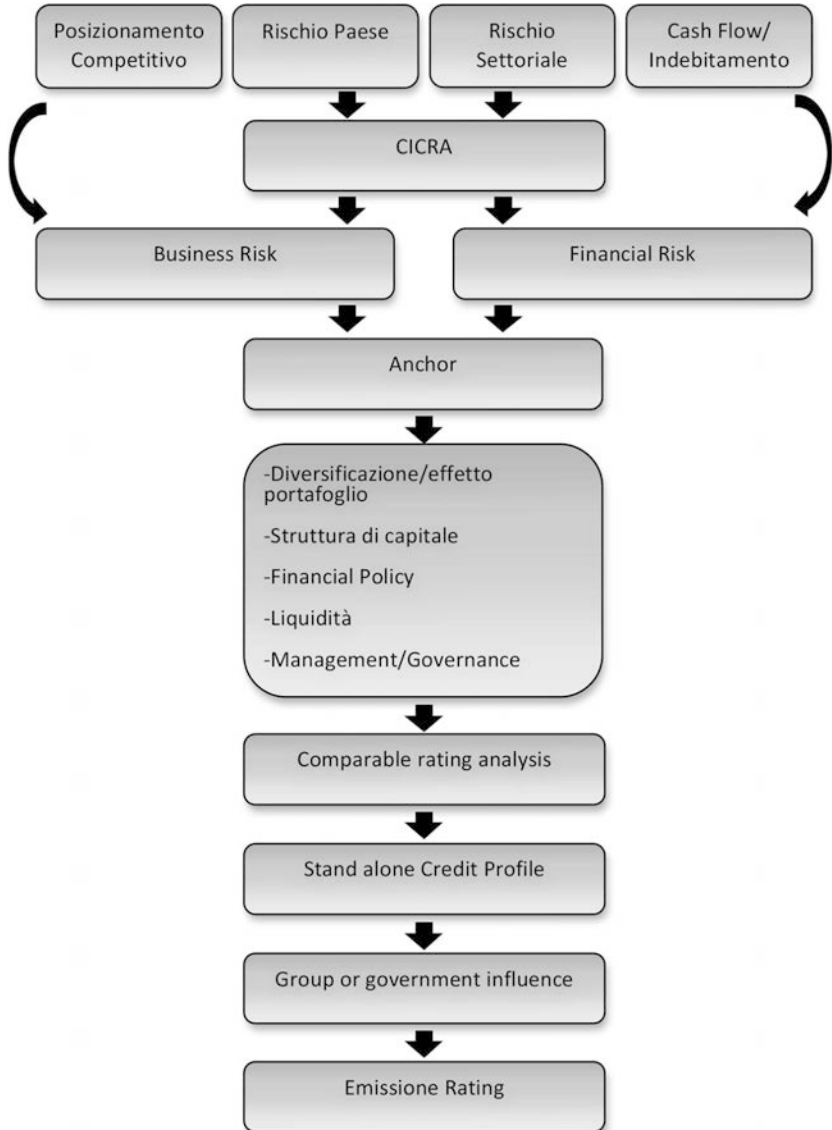 Posizionamento
Competitivo
Rischio Paese
Rischio
Settoriale
Cash Flow/
Indebitamento
CICRA
Business Risk
Financial Risk
Anchor
-Diversificazione/effetto
portafoglio
-Struttura di capitale
-Financial Policy
-Liquidità
-Management/Governance
Comparable rating analysis
Stand alone Credit Profile
Group or government influence
Emissione Rating